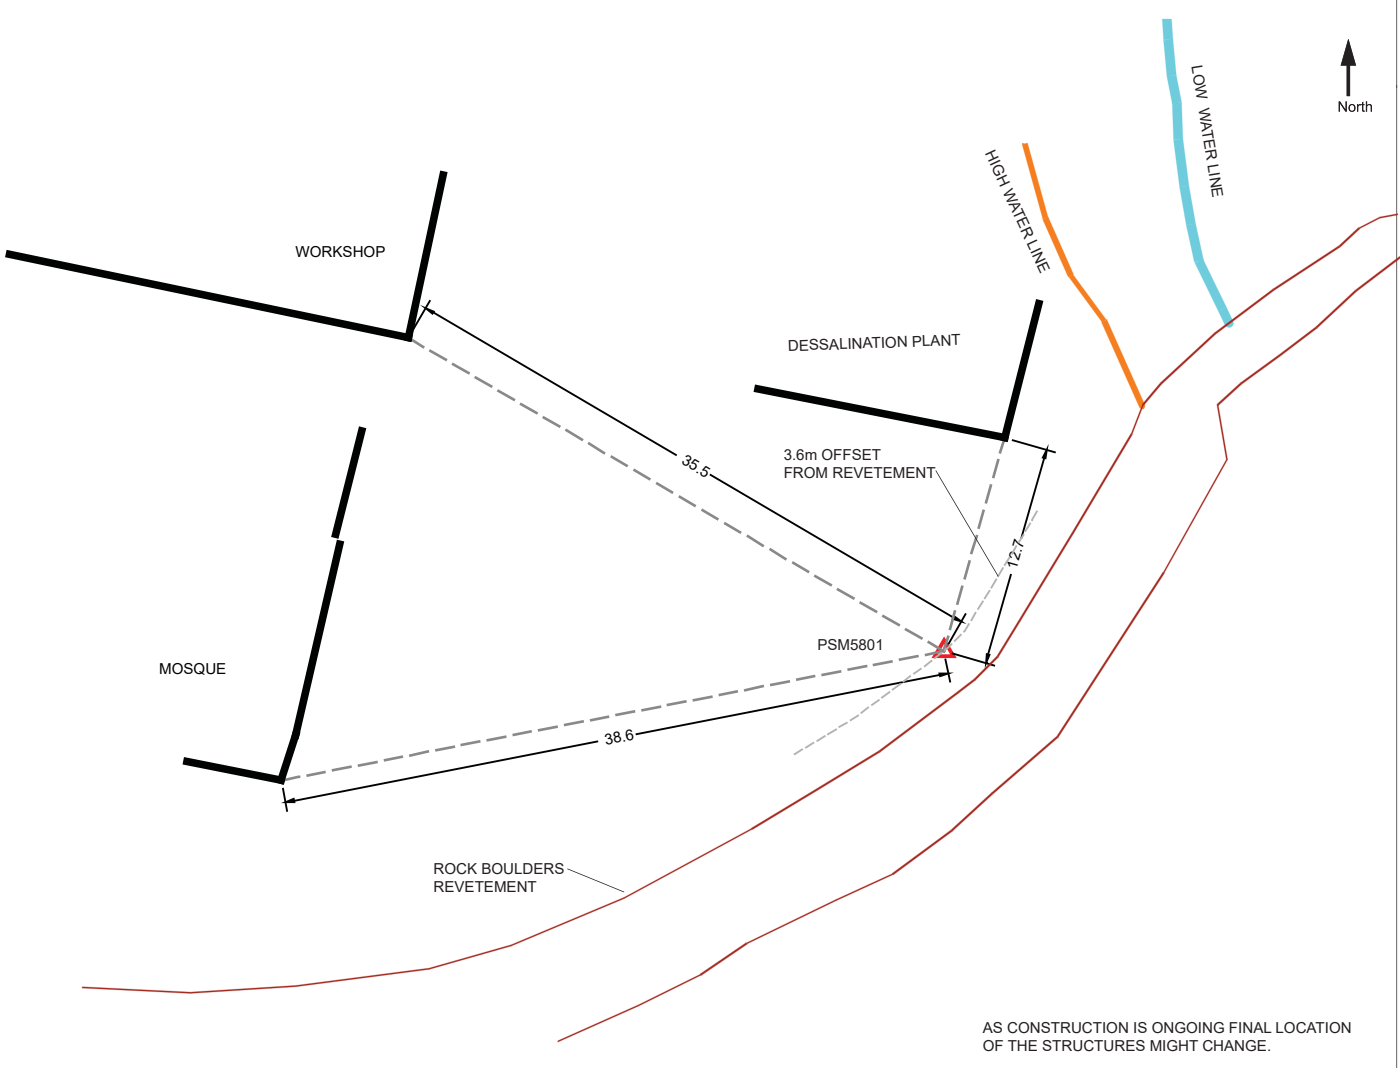 LOW WATER LINE
North
HIGH WATER LINE
WORKSHOP
DESSALINATION PLANT
3.6m OFFSET
FROM REVETEMENT
35.5
12.7
PSM5801
MOSQUE
38.6
ROCK BOULDERS
REVETEMENT
AS CONSTRUCTION IS ONGOING FINAL LOCATION
OF THE STRUCTURES MIGHT CHANGE.